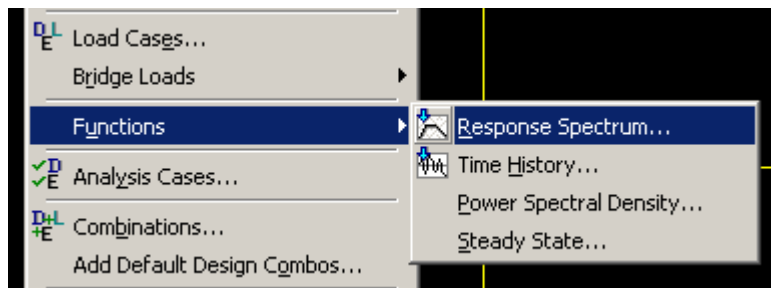 Load Cases...
Bridge Loads
Functions
Analysis Cases...
Combinations...
Add Default Design Combos...
Response Spectrum...
Time History...
Power Spectral Density...
Steady State...